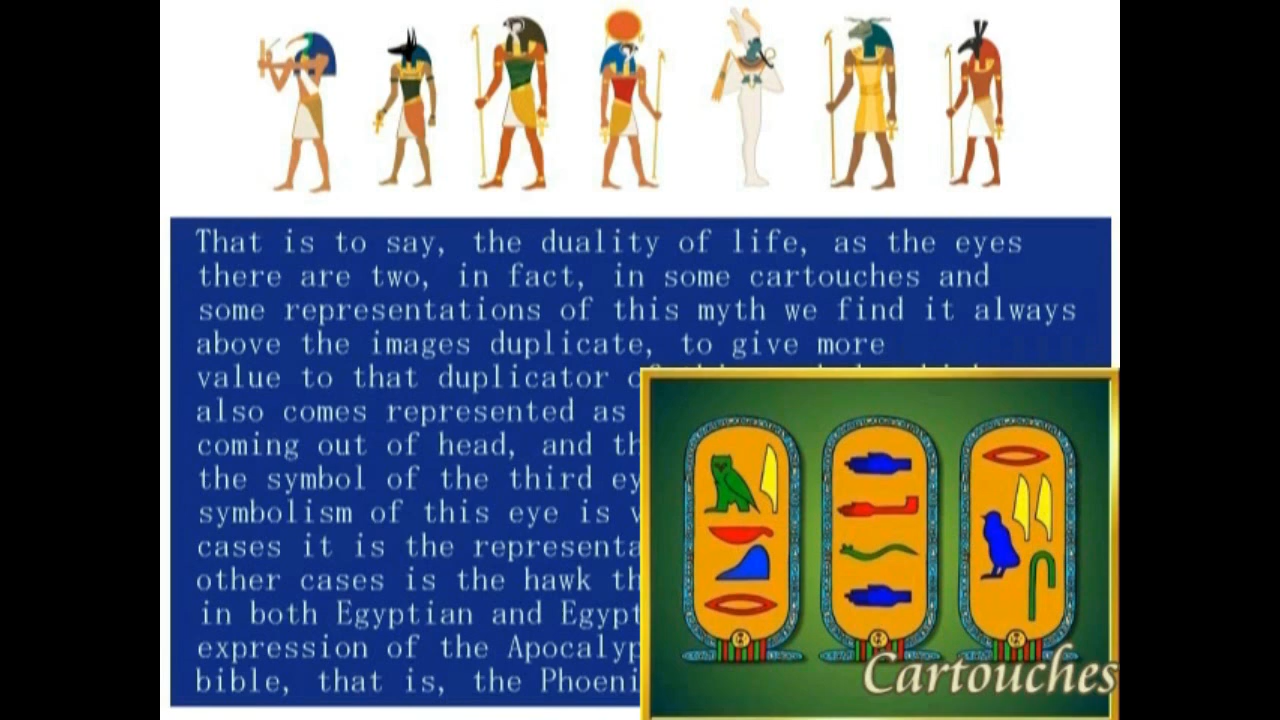 That is to say, the duality of life, as the eyes
there are two, in fact, in some cartouches and
some representations of this myth we find it always
above the images duplicate, to give more
value to that duplicator
also comes represented as
coming out of head, and
the symbol of the third
symbolism of this eye is
cases it is the
other cases is the hawk
in both Egyptian and
expression of the
bible, that is, the
Cartouches